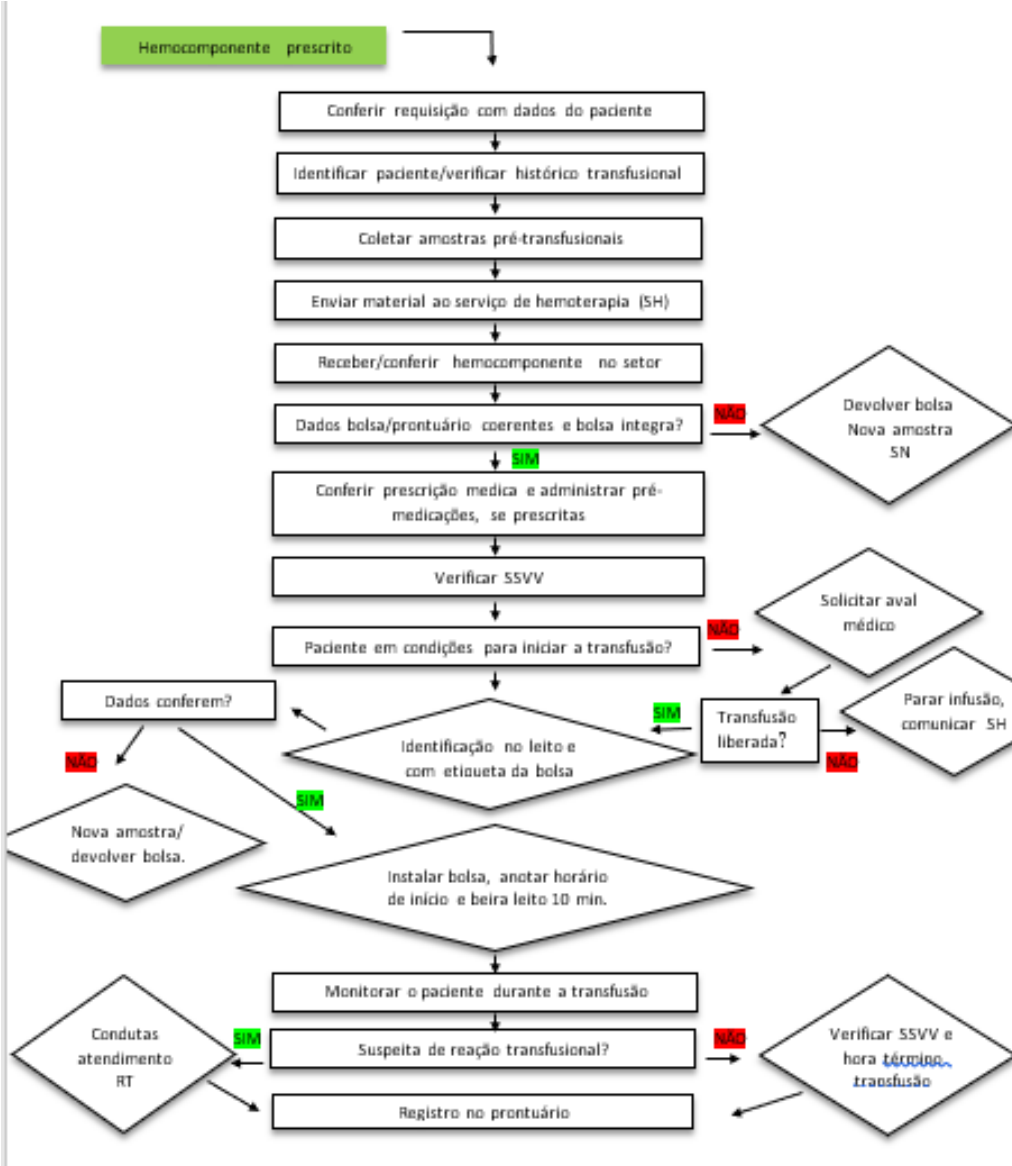 Hemocomponente prescrito
Conferir requisição com dados do paciente
Identificar paciente/verificar histórico transfusional
Coletar amostras pré-transfusionais
Enviar material ao serviço de hemoterapia (SH)
Receber/conferir hemocomponente no setor
Dados bolsa/prontuário coerentes e bolsa integra?
NÃO
Devolver bolsa
Nova amostra
SN
SIM
Conferir prescrição medica e administrar pré-
medicações, se prescritas
Verificar SSVV
Paciente em condições para iniciar a transfusão?
NÃO
Solicitar aval
médico
Transfusão
liberada?
NÃO
Parar infusão,
comunicar SH
SIM
Identificação no leito e
com etiqueta da bolsa
Dados conferem?
NÃO
Nova amostra/
devolver bolsa.
SIM
Instalar bolsa, anotar horário
de início e beira leito 10 min.
Monitorar o paciente durante a transfusão
Suspeita de reação transfusional?
SIM
Condutas
atendimento
RT
NÃO
Verificar SSVV e
hora término
transfusão
Registro no prontuário